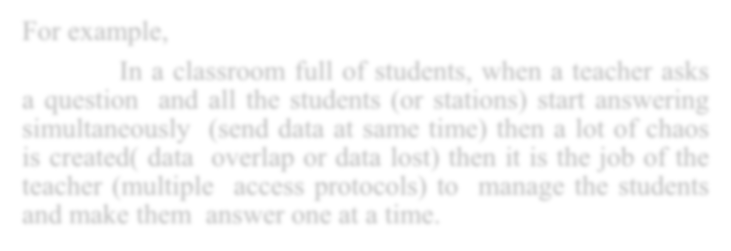 For example,
In a classroom full of students, when a teacher asks
a question and all the students (or stations) start answering
simultaneously (send data at same time) then a lot of chaos
is created( data overlap or data lost) then it is the job of the
teacher (multiple access protocols) to manage the students
and make them answer one at a time.